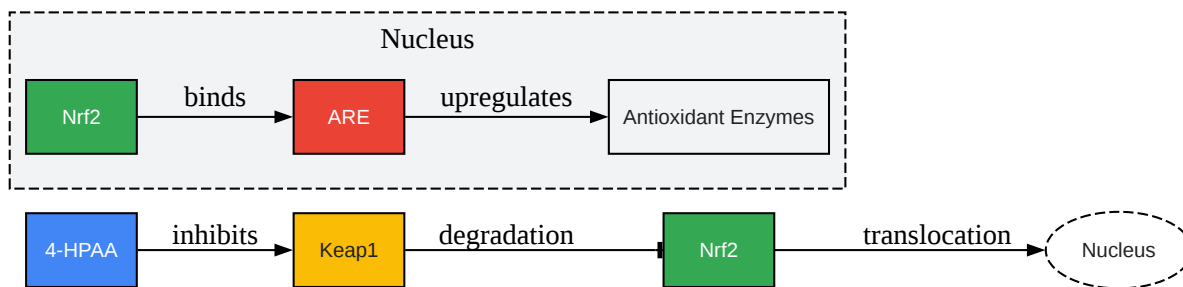 Nucleus
Nrf2 binds ARE upregulates Antioxidant Enzymes
4-HPAA inhibits Keap1 degradation Nrf2 translocation Nucleus